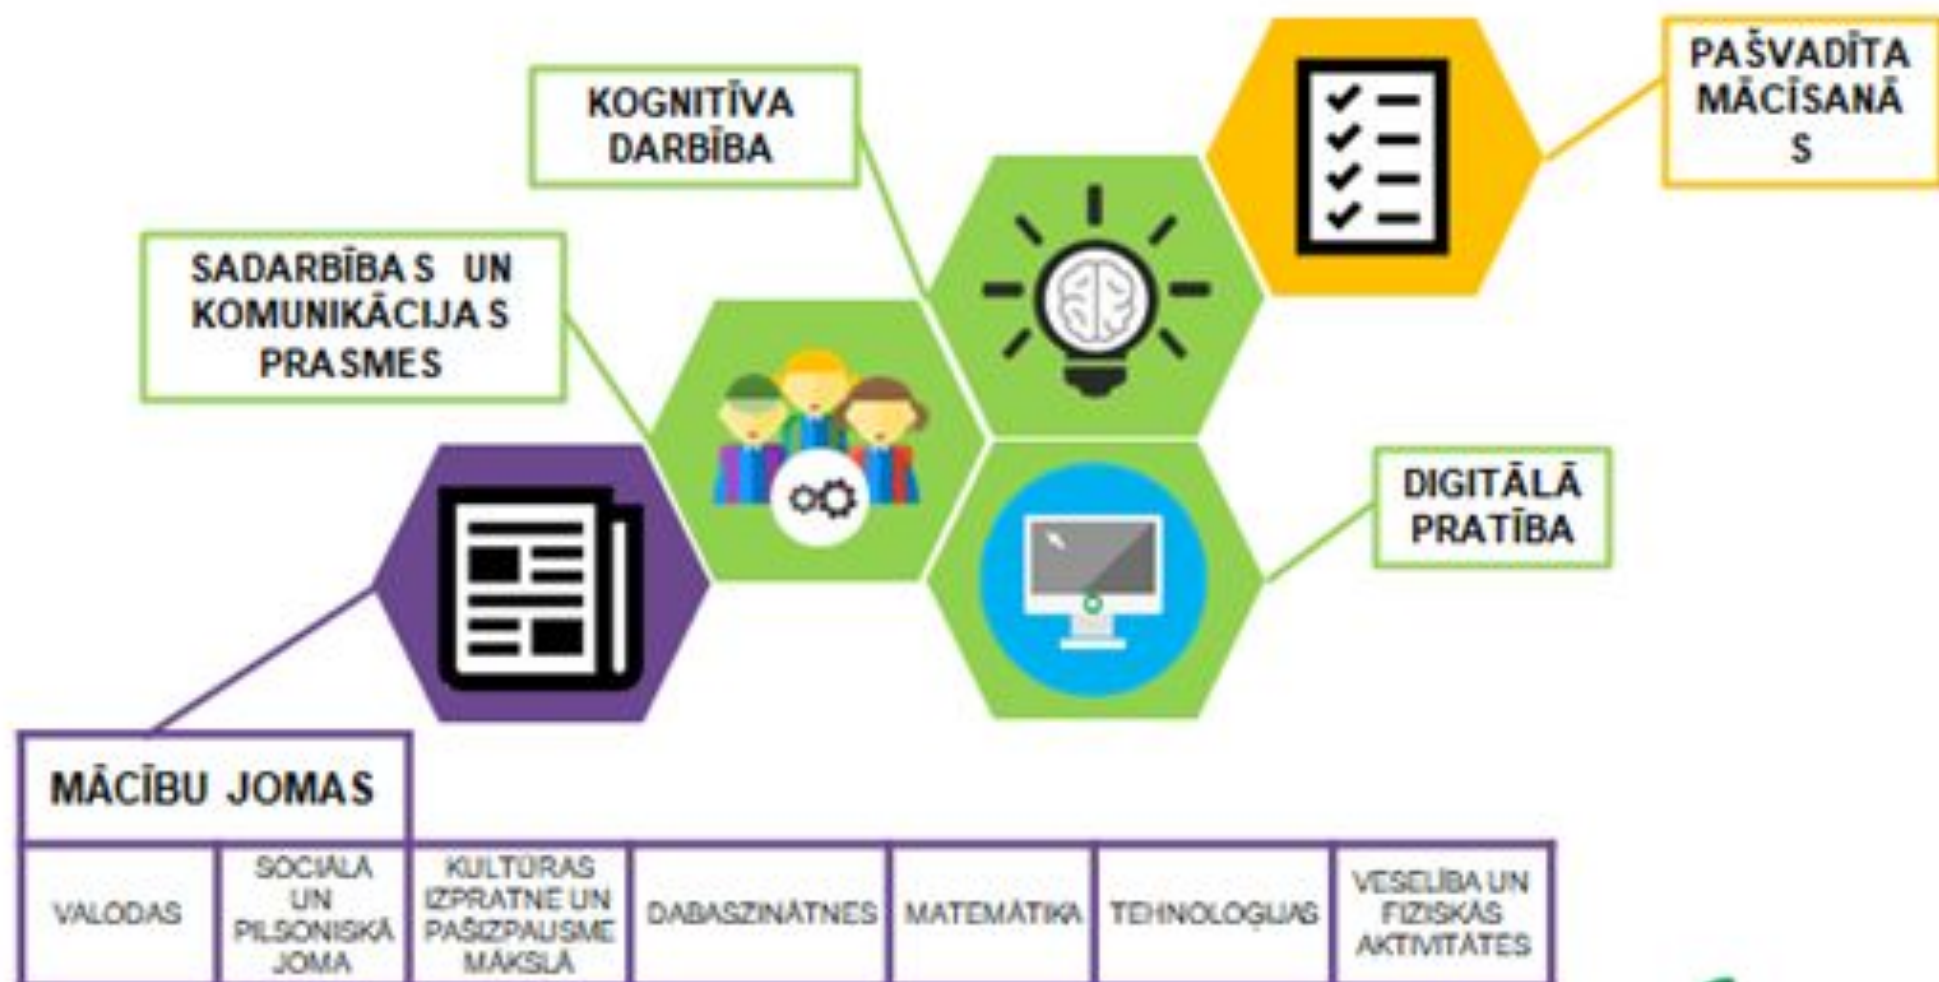 PAŠVADĪTA
MĀCĪSANĀ
S
KOGNITĪVA
DARBĪBA
SADARBĪBAS UN
KOMUNIKĀCIJAS
PRASMES
DIGITĀLĀ
PRATĪBA
MĀCĪBU JOMAS
VALODAS
SOCIĀLĀ
UN
PILSONISKĀ
JOMA
KULTŪRAS
IZPRATNE UN
PAŠIZPAUSME
MĀKSLĀ
DABASZINĀTNES
MATEMĀTIKA
TEHNOLOĢIJAS
VESELĪBA UN
FIZISKĀS
AKTIVITĀTES